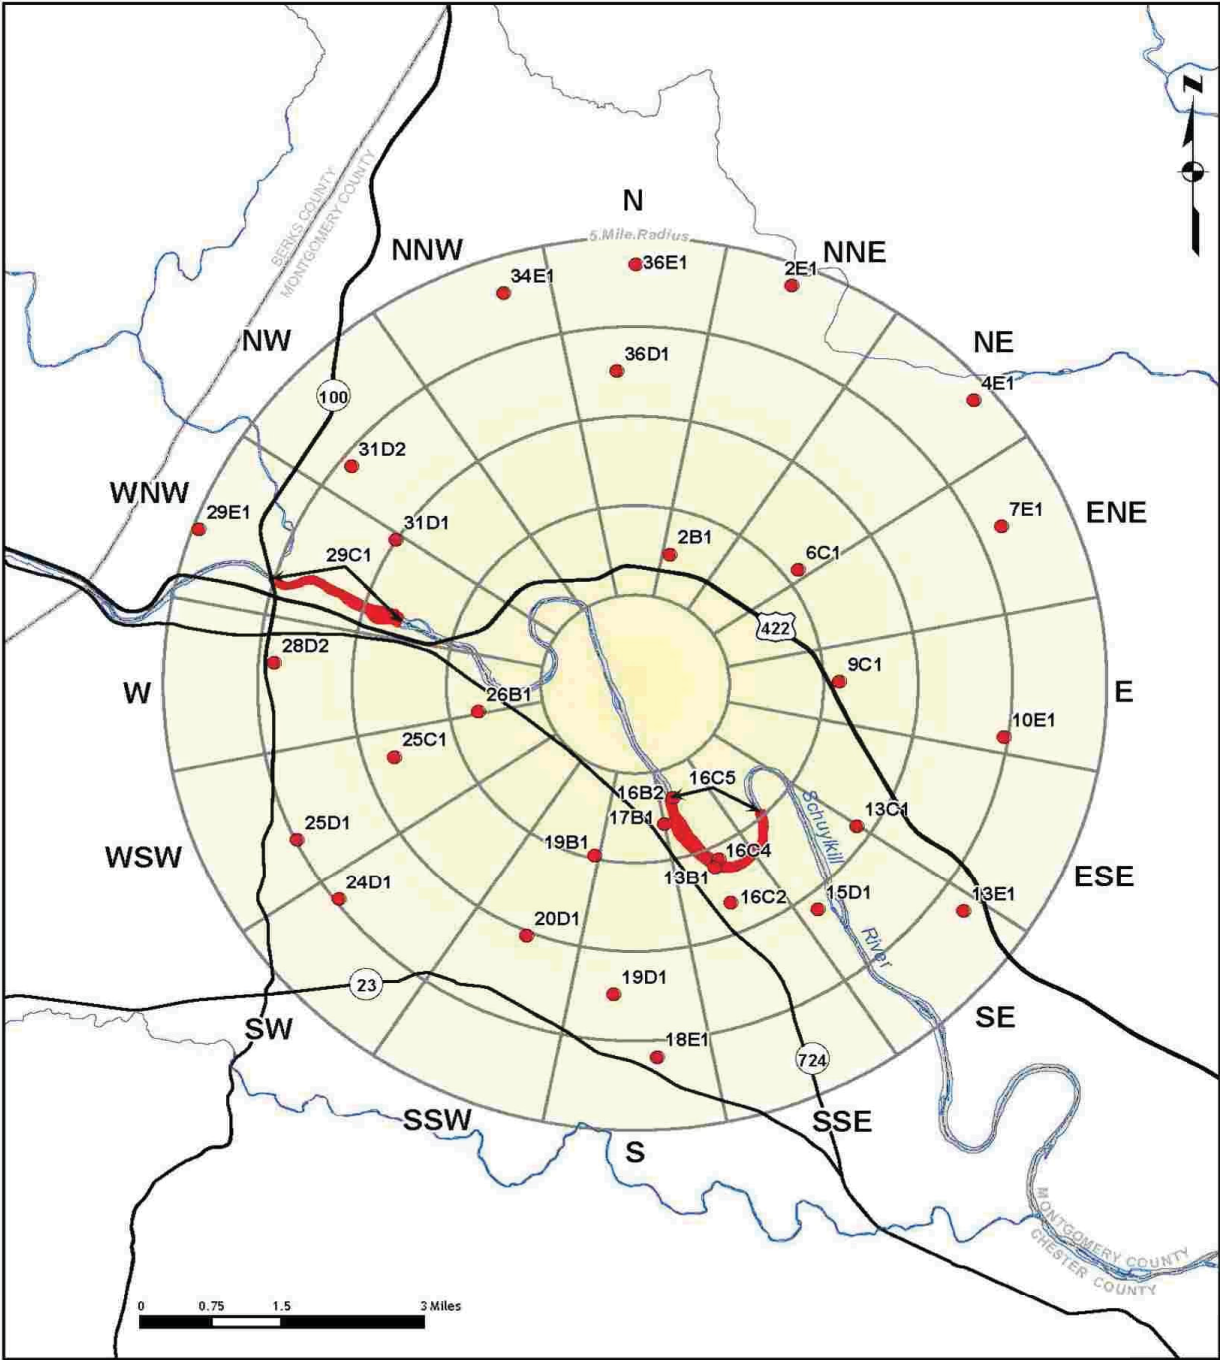 N
BERKS COUNTY
MONTGOMERY COUNTY
N
5 Mile Radius
NNW
NNE
34E1
36E1
2E1
NW
NE
36D1
4E1
100
31D2
WNW
29E1
31D1
7E1
ENE
29C1
2B1
6C1
422
28D2
9C1
W
26B1
E
25C1
10E1
16C5
16B2
17B1
Schuylkill
13C1
25D1
19B1
16C4
WSW
13B1
ESE
24D1
16C2
15D1
13E1
20D1
River
19D1
23
SW
SE
18E1
724
SSW
SSE
S
MONTGOMERY COUNTY
CHESTER COUNTY
0 0.75 1.5 3 Miles